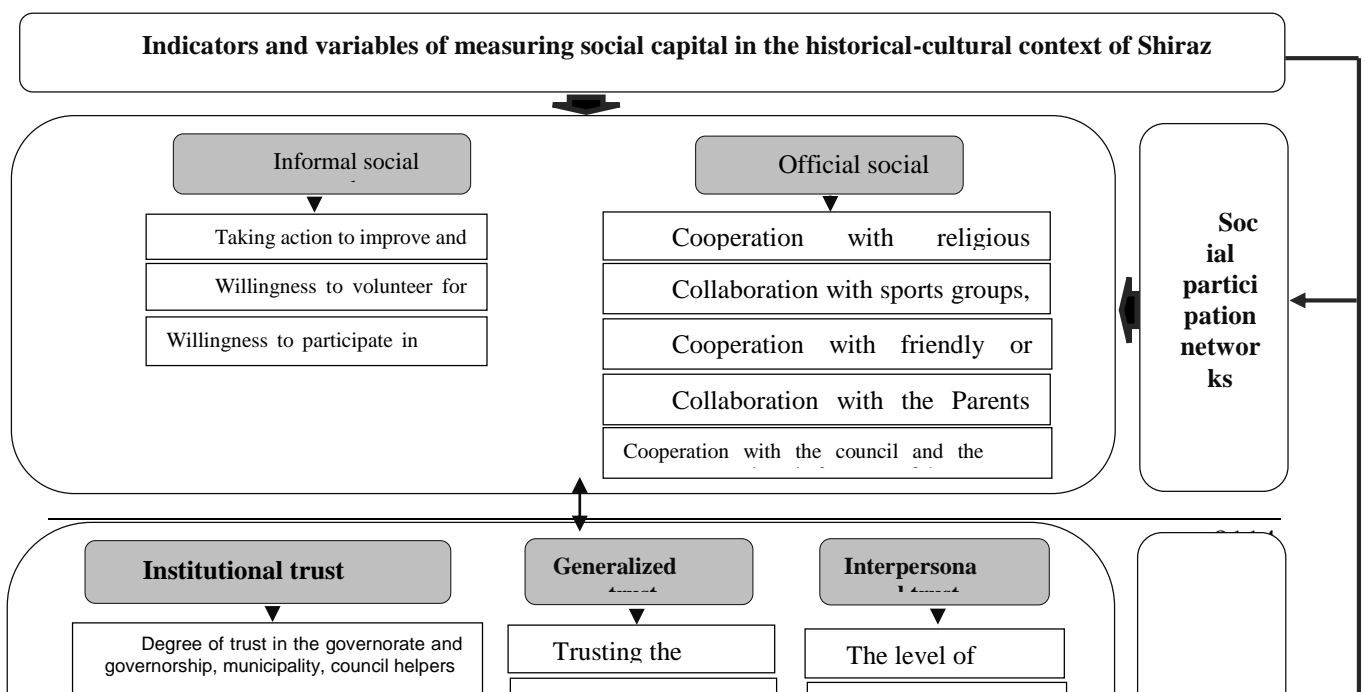 Indicators and variables of measuring social capital in the historical-cultural context of Shiraz
Informal social
Official social
Taking action to improve and
Willingness to volunteer for
Willingness to participate in
Cooperation with religious
Collaboration with sports groups,
Cooperation with friendly or
Collaboration with the Parents
Cooperation with the council and the
Soc
ial
partici
pation
networ
ks
Institutional trust
Generalized
trust
Interpersona
l trust
Degree of trust in the governorate and
governorship, municipality, council helpers
Trusting the
The level of